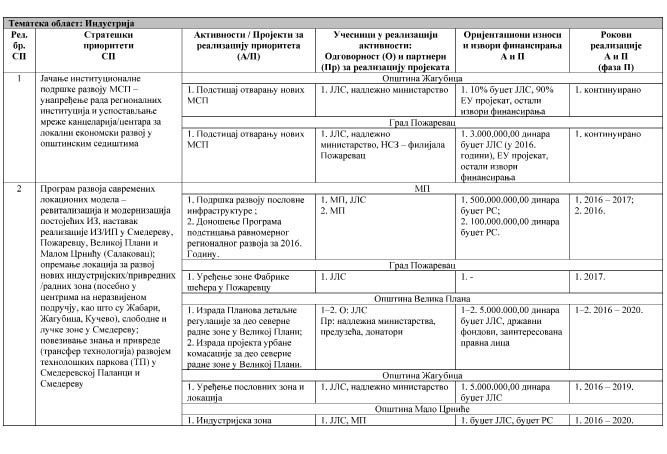 Тематска област: Индустрија
Ред. бр. СП
Стратешки приоритети СП
Активности / Пројекти за реализацију приоритета (А/П)
Учесници у реализацији активности: Одговорност (О) и партнери (Пр) за реализацију пројеката
Оријентациони износи и извори финансирања А и П
Рокови реализације А и П (фаза П)
1
Јачање институционалне
подршке развоју МСП –
унапређење рада регионалних
институција и успостављање
мреже канцеларија/центара за
локални економски развој у
општинским седиштима
Општина Жагубица
1. Подстицај отварању нових
МСП
1. ЈЛС, надлежно министарство
1. 10% буџет ЈЛС, 90%
ЕУ пројекат, остали
извори финансирања
1. континуирано
Град Пожаревац
1. Подстицај отварању нових
МСП
1. ЈЛС, надлежно
министарство, НСЗ – филијала
Пожаревац
1. 3.000.000,00 динара
буџет ЈЛС (у 2016.
години), ЕУ пројекат,
остали извори
финансирања
1. континуирано
2
Програм развоја савремених
локационих модела –
ревитализација и модернизација
постојећих ИЗ, наставак
реализације ИЗ/ИП у Смедереву,
Пожаревцу, Великој Плани и
Малом Црнићу (Салаковац);
опремање локација за развој
нових индустријских/привредних
/радних зона (посебно у
центрима на неразвијеном
подручју, као што су Жабари,
Жагубица, Кучево), слободне и
лучке зоне у Смедереву;
повезивање знања и привреде
(трансфер технологија) развојем
технолошких паркова (ТП) у
Смедеревској Паланци и
Смедереву
МП
1. Подршка развоју пословне
инфраструктуре ;
2. Доношење Програма
подстицања равномерног
регионалног развоја за 2016.
Годину.
1. МП, ЈЛС
2. МП
1. 500.000.000,00 динара
буџет РС;
2. 100.000.000,00 динара
буџет РС.
1. 2016 – 2017;
2. 2016.
Град Пожаревац
1. Уређење зоне Фабрике
шећера у Пожаревцу
1. ЈЛС
1. -
1. 2017.
Општина Велика Плана
1. Израда Планова детаљне
регулације за део северне
радне зоне у Великој Плани;
2. Израда пројекта урбане
комасације за део северне
радне зоне у Великој Плани.
1–2. О: ЈЛС
Пр: надлежна министарства,
предузећа, донатори
1–2. 5.000.000,00 динара
буџет ЈЛС, државни
фондови, заинтересована
правна лица
1–2. 2016 – 2020.
Општина Жагубица
1. Уређење пословних зона и
локација
1. ЈЛС, надлежно министарство
1. 5.000.000,00 динара
буџет ЈЛС
1. 2016 – 2019.
Општина Мало Црниће
1. Индустријска зона
1. ЈЛС, МП
1. буџет ЈЛС, буџет РС
1. 2016 – 2020.